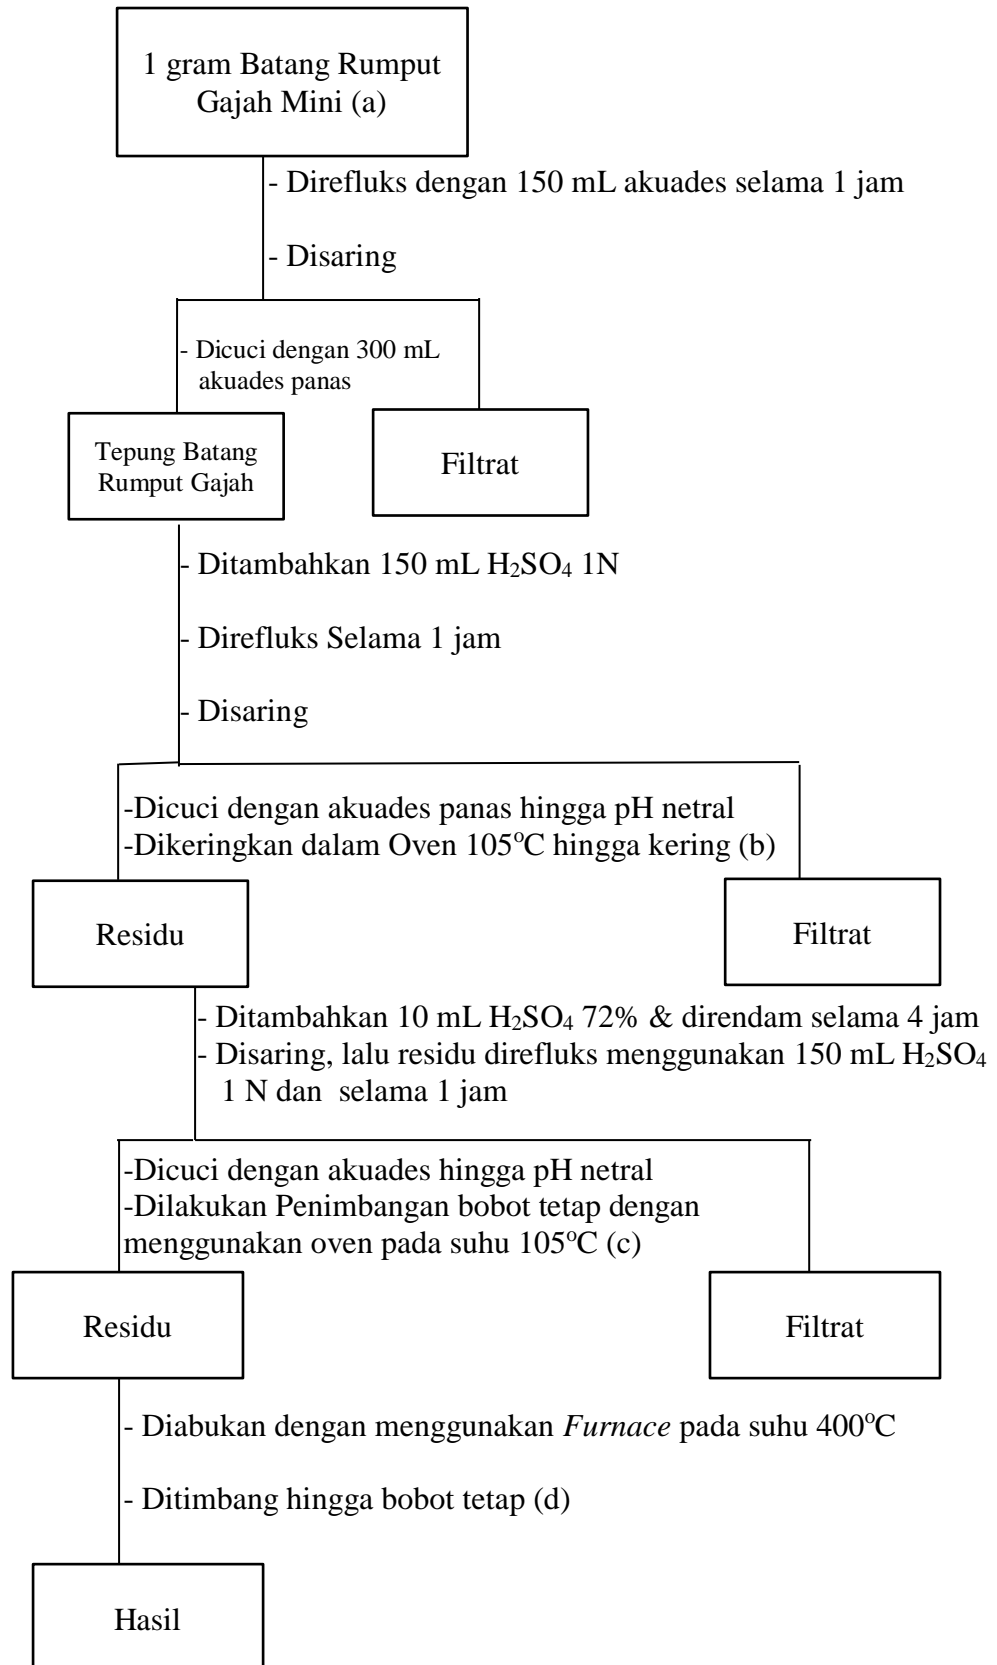 1 gram Batang Rumput
Gajah Mini (a)
- Direfluks dengan 150 mL akuades selama 1 jam
- Disaring
- Dicuci dengan 300 mL
akuades panas
Tepung Batang
Rumput Gajah
Filtrat
- Ditambahkan 150 mL H₂SO₄ 1N
- Direfluks Selama 1 jam
- Disaring
-Dicuci dengan akuades panas hingga pH netral
-Dikeringkan dalam Oven 105°C hingga kering (b)
Residu
Filtrat
- Ditambahkan 10 mL H₂SO₄ 72% & direndam selama 4 jam
- Disaring, lalu residu direfluks menggunakan 150 mL H₂SO₄
1 N dan selama 1 jam
-Dicuci dengan akuades hingga pH netral
-Dilakukan Penimbangan bobot tetap dengan
menggunakan oven pada suhu 105°C (c)
Residu
Filtrat
- Diabukan dengan menggunakan Furnace pada suhu 400°C
- Ditimbang hingga bobot tetap (d)
Hasil